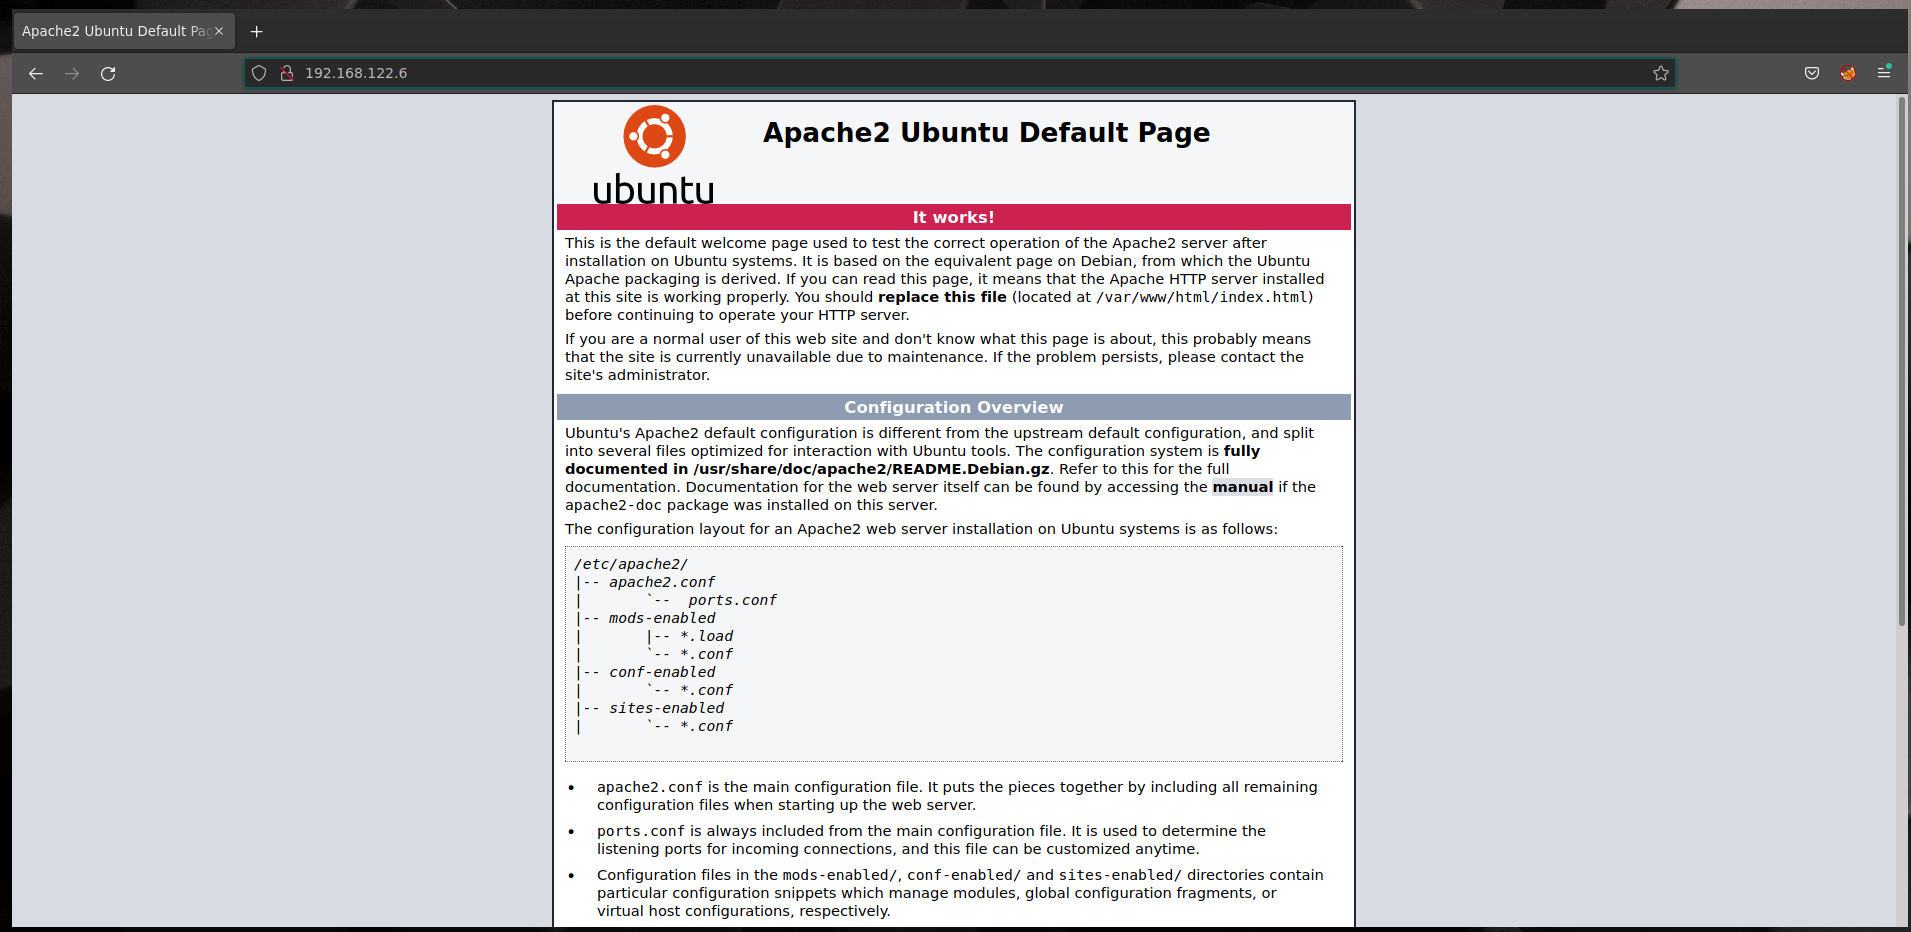 Apache2 Ubuntu Default Pag
192.168.122.6
ubuntu
Apache2 Ubuntu Default Page
It works!
This is the default welcome page used to test the correct operation of the Apache2 server after
installation on Ubuntu systems. It is based on the equivalent page on Debian, from which the Ubuntu
Apache packaging is derived. If you can read this page, it means that the Apache HTTP server installed
at this site is working properly. You should replace this file (located at /var/www/html/index.html)
before continuing to operate your HTTP server.
If you are a normal user of this web site and don't know what this page is about, this probably means
that the site is currently unavailable due to maintenance. If the problem persists, please contact the
site's administrator.
Configuration Overview
Ubuntu's Apache2 default configuration is different from the upstream default configuration, and split
into several files optimized for interaction with Ubuntu tools. The configuration system is fully
documented in /usr/share/doc/apache2/README.Debian.gz. Refer to this for the full
documentation. Documentation for the web server itself can be found by accessing the manual if the
apache2-doc package was installed on this server.
The configuration layout for an Apache2 web server installation on Ubuntu systems is as follows:
/etc/apache2/
|-- apache2.conf
|       `--  ports.conf
|-- mods-enabled
|       |-- *.load
|       `-- *.conf
|-- conf-enabled
|       `-- *.conf
|-- sites-enabled
|       `-- *.conf
• apache2.conf is the main configuration file. It puts the pieces together by including all remaining
configuration files when starting up the web server.
• ports.conf is always included from the main configuration file. It is used to determine the
listening ports for incoming connections, and this file can be customized anytime.
• Configuration files in the mods-enabled/, conf-enabled/ and sites-enabled/ directories contain
particular configuration snippets which manage modules, global configuration fragments, or
virtual host configurations, respectively.